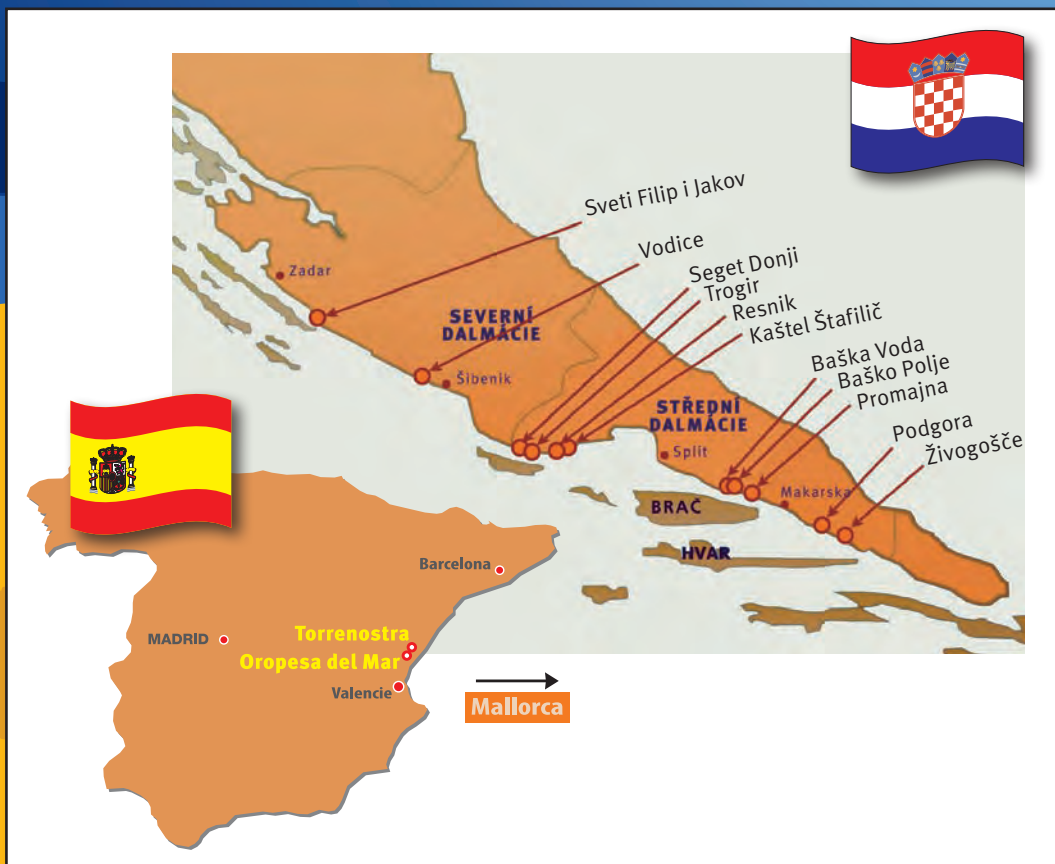 Sveti Filip i Jakov
Vodice
Seget Donji
Trogir
Resnik
Kaštel Štafilič
Baška Voda
Baško Polje
Promajna
Podgora
Živogošče
Zadar
SEVERNÍ
DALMÁCIE
Šibenik
STŘEDNÍ
DALMÁCIE
Split
Makarska
BRAČ
HVAR
Barcelona
MADRID
Torrenostra
Oropesa del Mar
Valencie
Mallorca